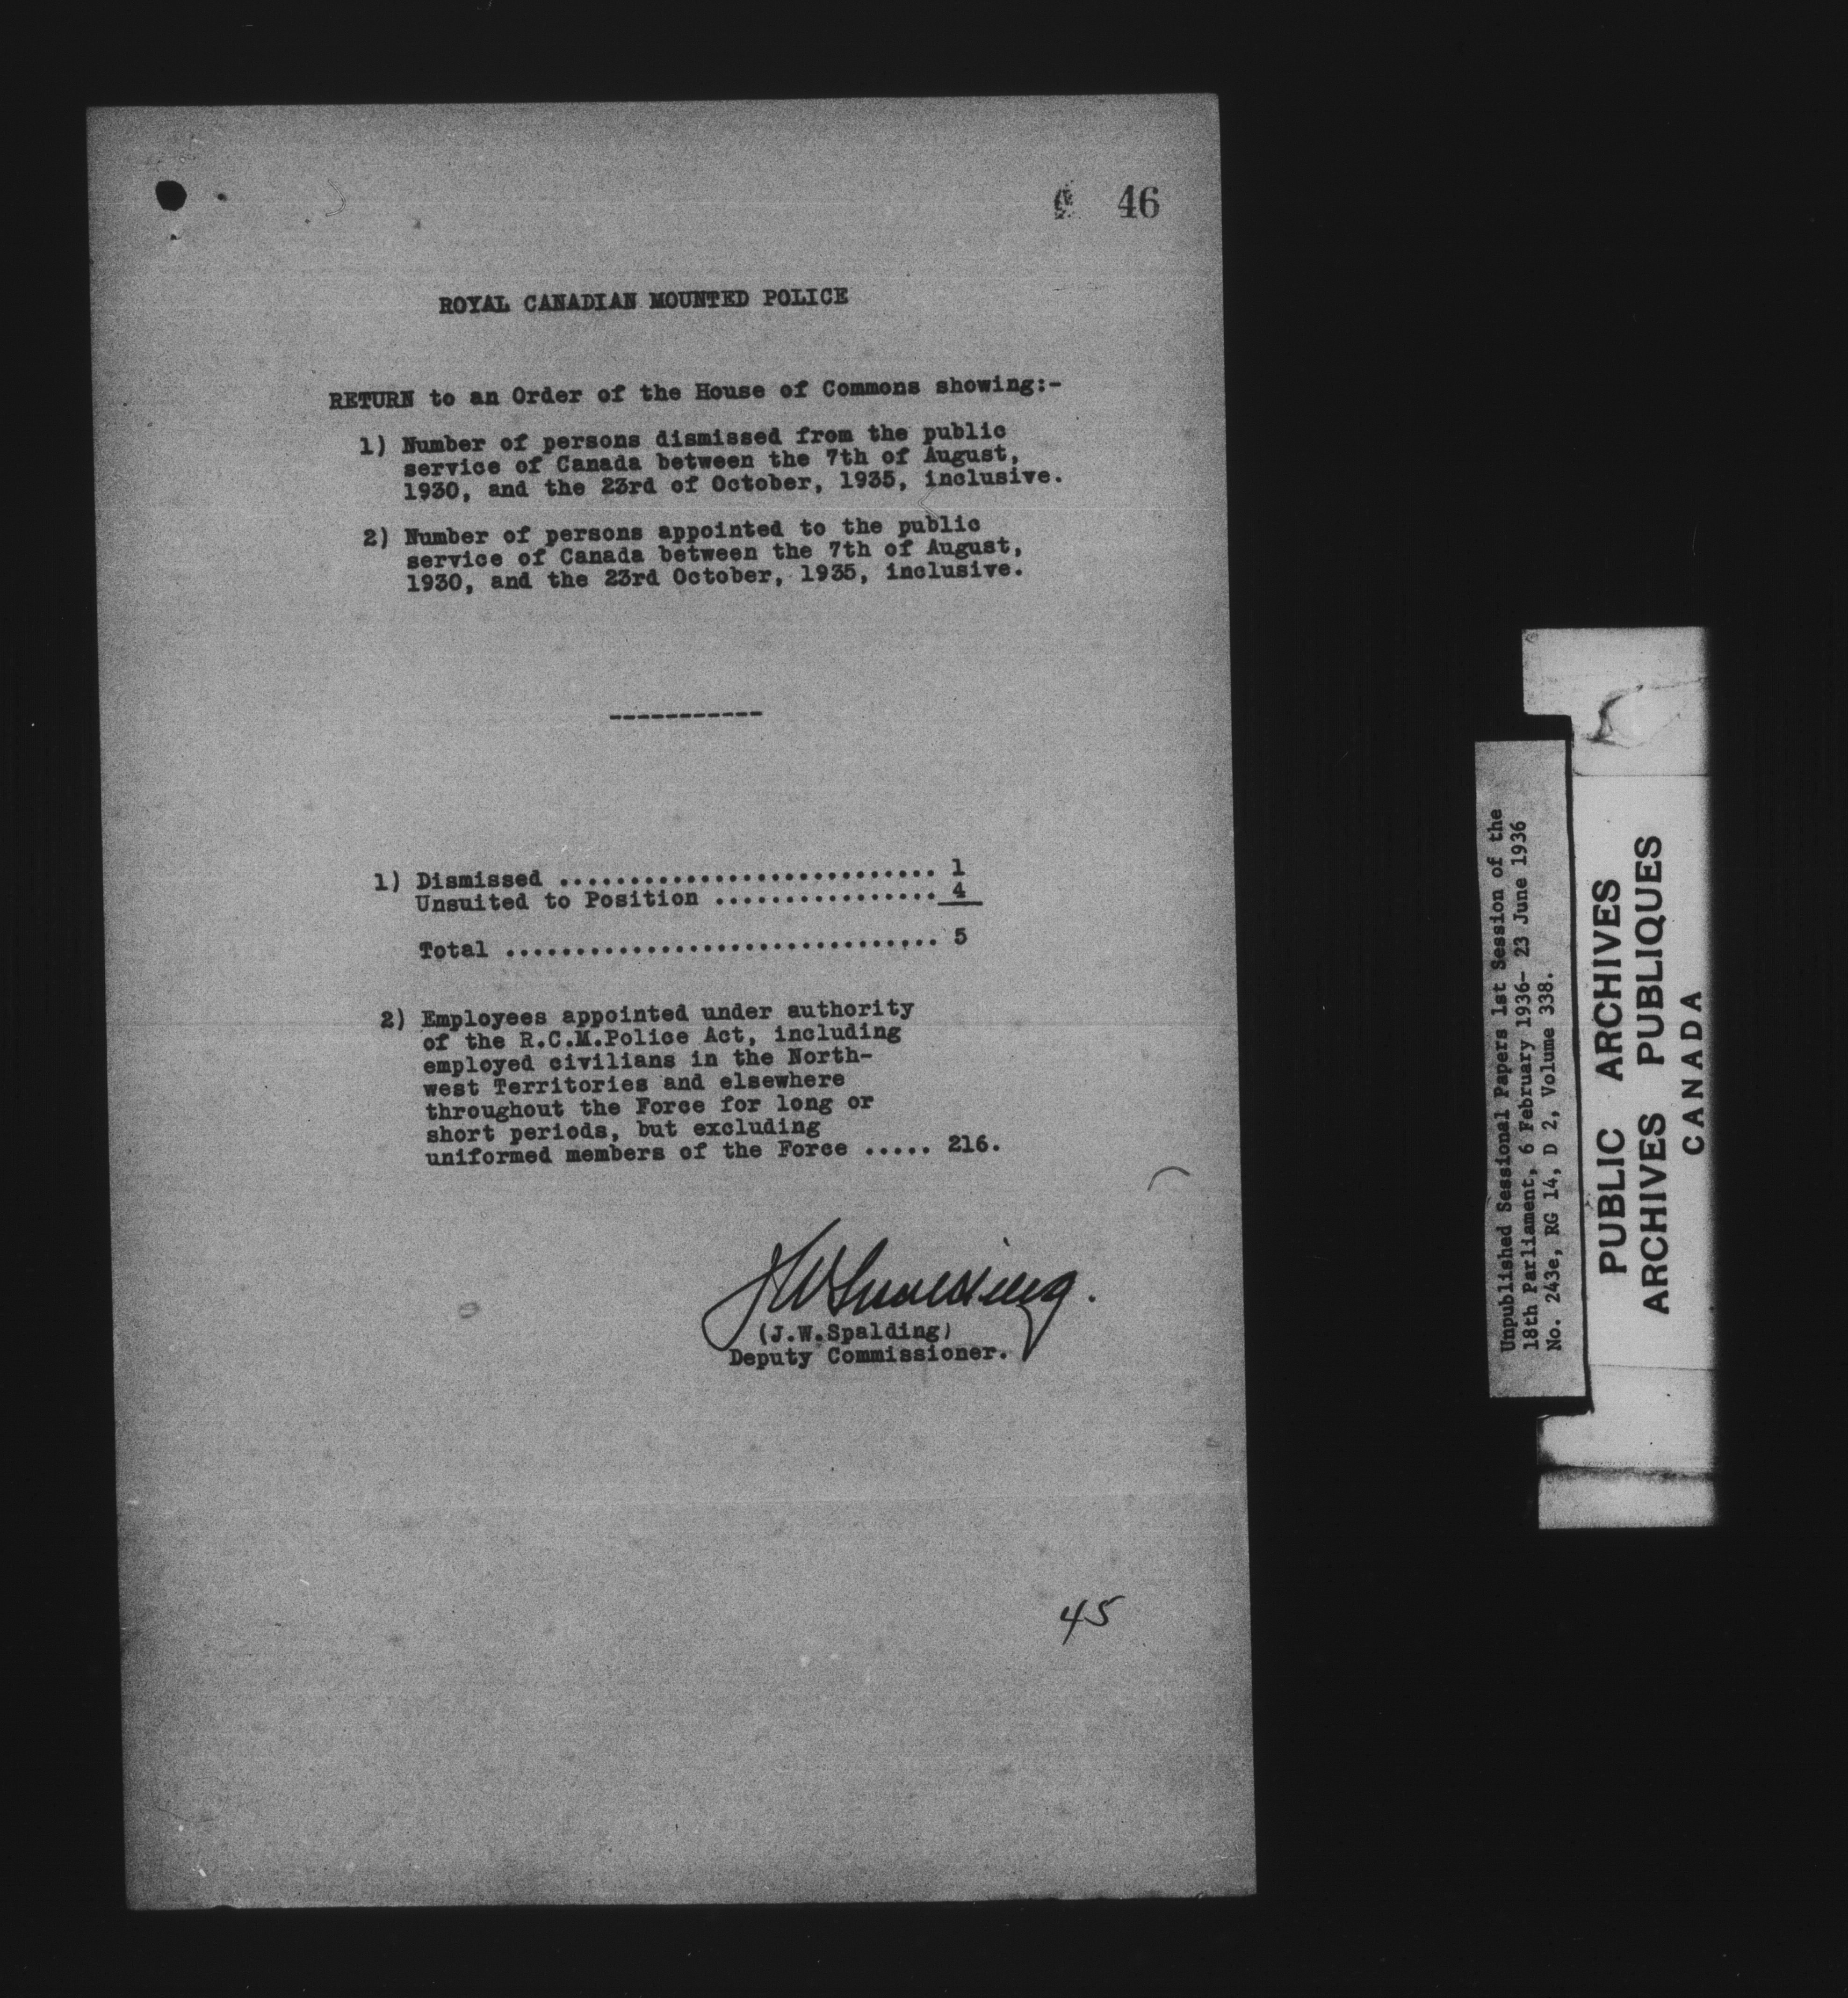 46
ROYAL CANADIAN MOUNTED POLICE
RETURN to an Order of the House of Commons showing:-
1) Number of persons dismissed from the public
service of Canada between the 7th of August,
1930, and the 23rd of October, 1935, inclusive.
2) Number of persons appointed to the public
service of Canada between the 7th of August,
1930, and the 23rd October, 1935, inclusive.
-----------
1) Dismissed ........................... 1
Unsuited to Position ................ 4
Total ............................... 5
2) Employees appointed under authority
of the R.C.M.Police Act, including
employed civilians in the North-
west Territories and elsewhere
throughout the Force for long or
short periods, but excluding
uniformed members of the Force ..... 216.
JWSpalding.
(J.W.Spalding)
Deputy Commissioner.
45
Unpublished Sessional Papers 1st Session of the
18th Parliament, 6 February 1936- 23 June 1936
No. 243e, RG 14, D 2, Volume 338.
PUBLIC ARCHIVES
ARCHIVES PUBLIQUES
CANADA